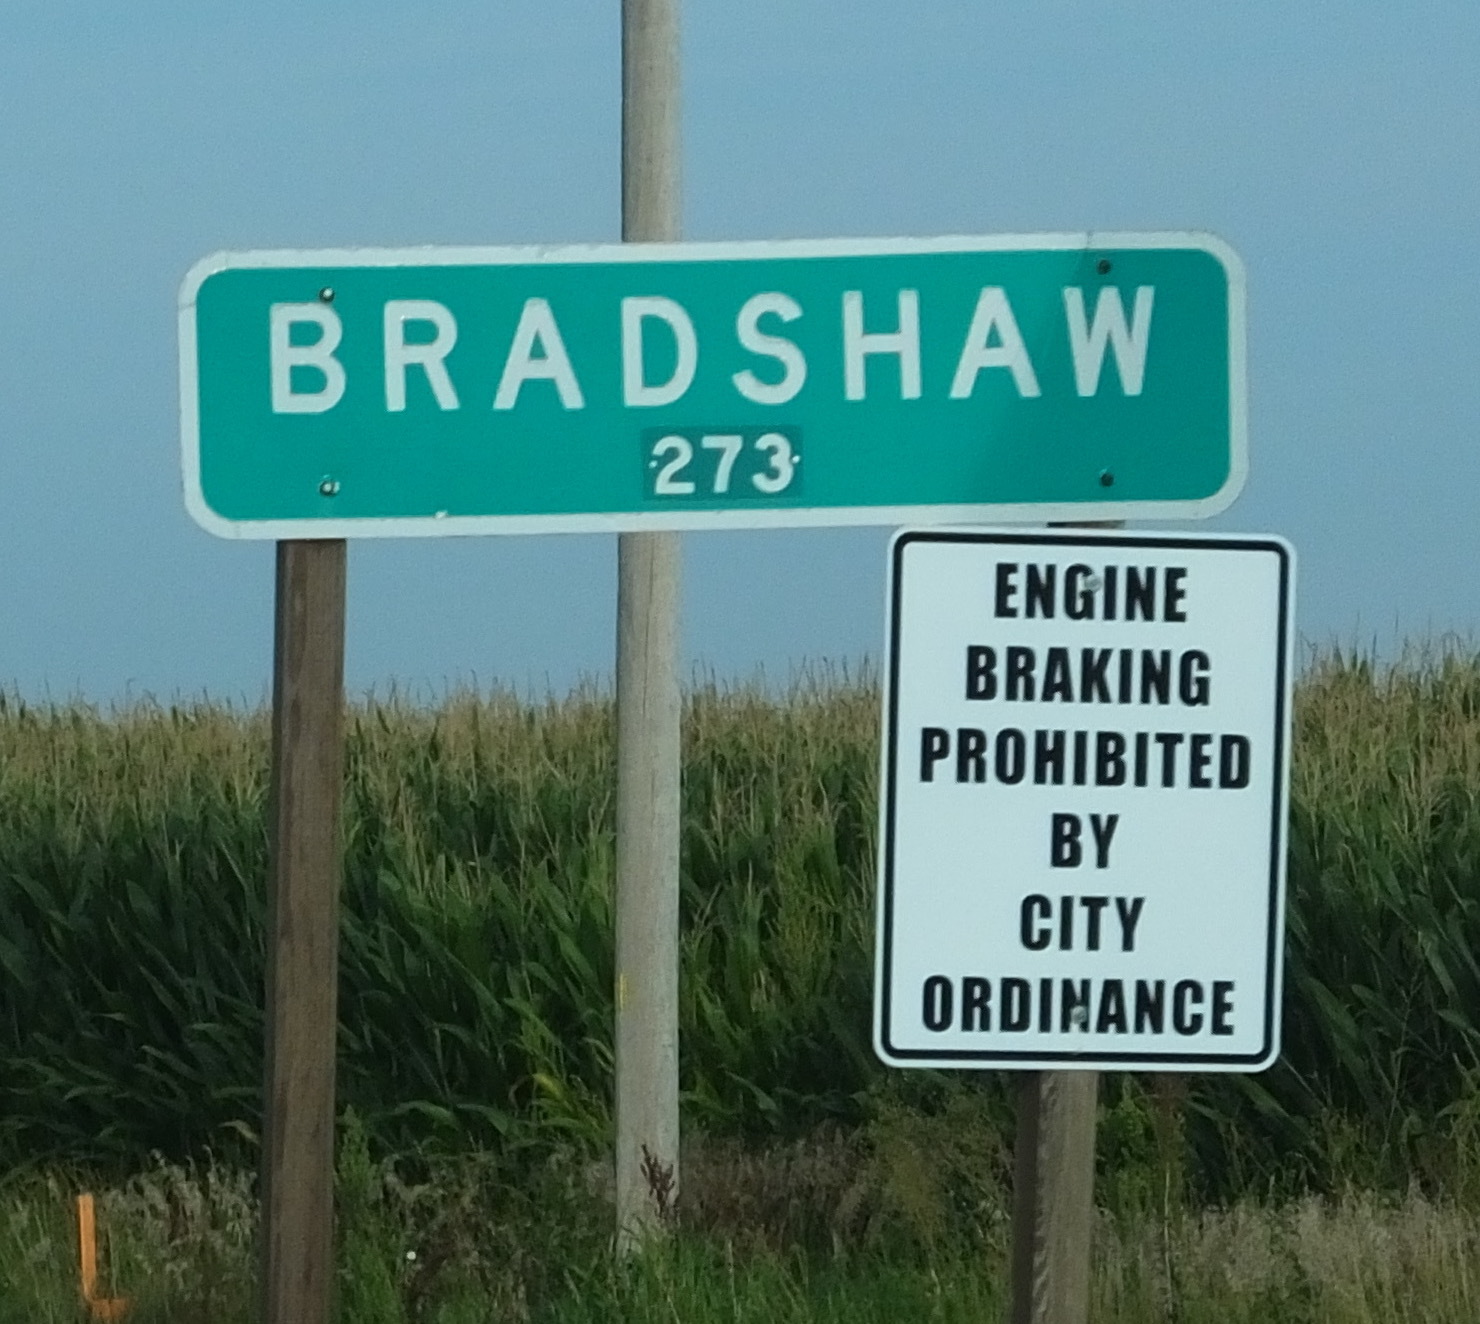 BRADSHAW
273
ENGINE
BRAKING
PROHIBITED
BY
CITY
ORDINANCE